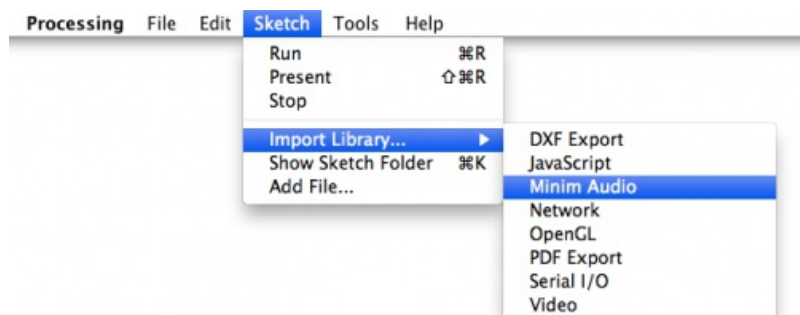 Processing File Edit Sketch Tools Help
Run ⌘R
Present ⇧⌘R
Stop
Import Library... ▶
Show Sketch Folder ⌘K
Add File...
DXF Export
JavaScript
Minim Audio
Network
OpenGL
PDF Export
Serial I/O
Video